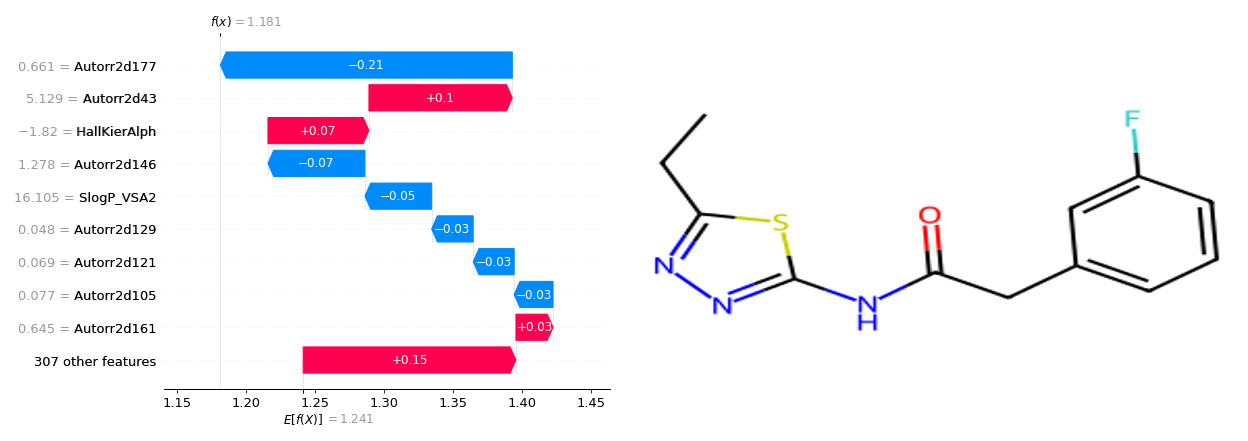 f(x) = 1.181
0.661 = Autorr2d177
−0.21
5.129 = Autorr2d43
+0.1
−1.82 = HallKierAlph
+0.07
1.278 = Autorr2d146
−0.07
16.105 = SlogP_VSA2
−0.05
0.048 = Autorr2d129
−0.03
0.069 = Autorr2d121
−0.03
0.077 = Autorr2d105
−0.03
0.645 = Autorr2d161
+0.03
307 other features
+0.15
1.15 1.20 1.25 1.30 1.35 1.40 1.45
E[f(X)] = 1.241
F
S
O
N
N
N
H